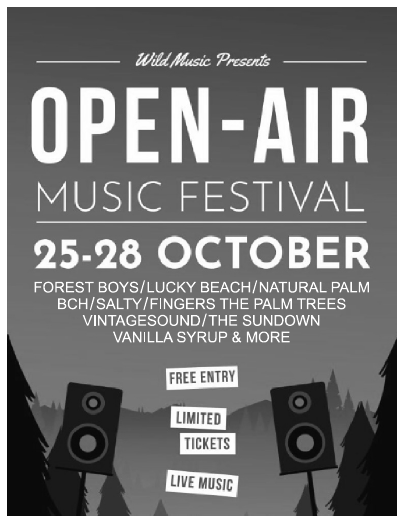 Wild Music Presents
OPEN-AIR
MUSIC FESTIVAL
25-28 OCTOBER
FOREST BOYS/LUCKY BEACH/NATURAL PALM
BCH/SALTY/FINGERS THE PALM TREES
VINTAGESOUND/THE SUNDOWN
VANILLA SYRUP & MORE
FREE ENTRY
LIMITED
TICKETS
LIVE MUSIC